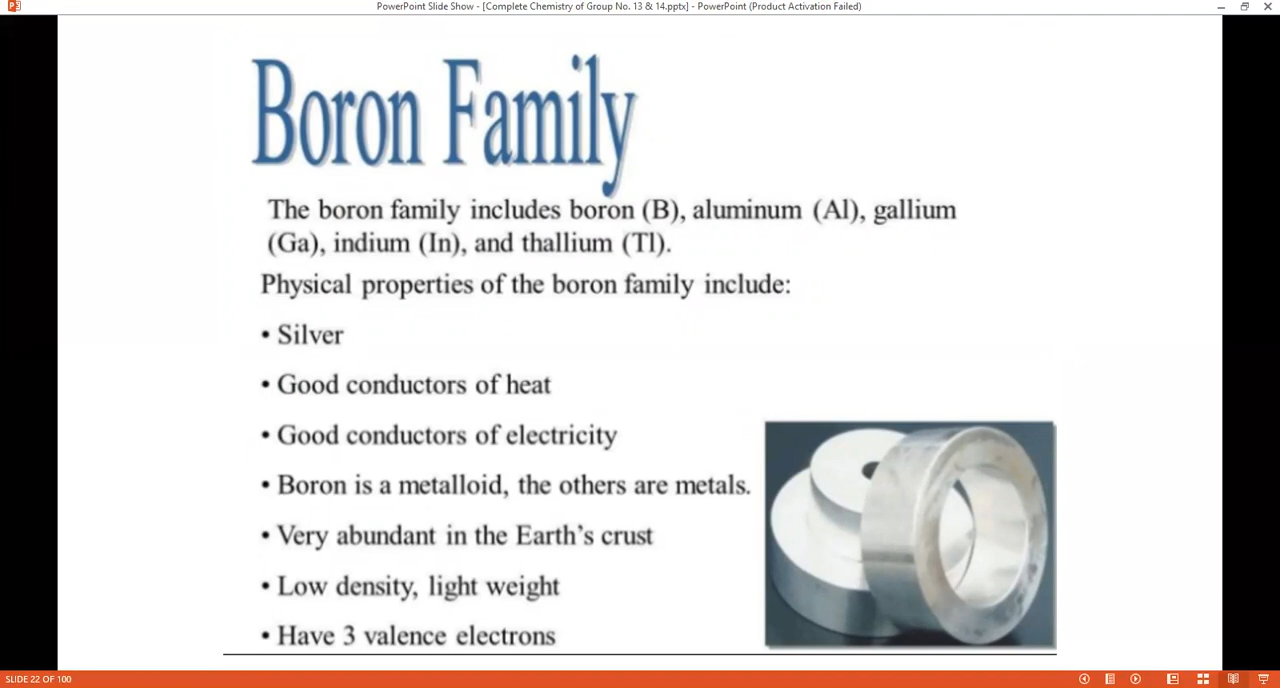 PowerPoint Slide Show - [Complete Chemistry of Group No. 13 & 14.pptx] - PowerPoint (Product Activation Failed)
Boron Family
The boron family includes boron (B), aluminum (Al), gallium
(Ga), indium (In), and thallium (Tl).
Physical properties of the boron family include:
• Silver
• Good conductors of heat
• Good conductors of electricity
• Boron is a metalloid, the others are metals.
• Very abundant in the Earth's crust
• Low density, light weight
• Have 3 valence electrons
SLIDE 22 OF 100